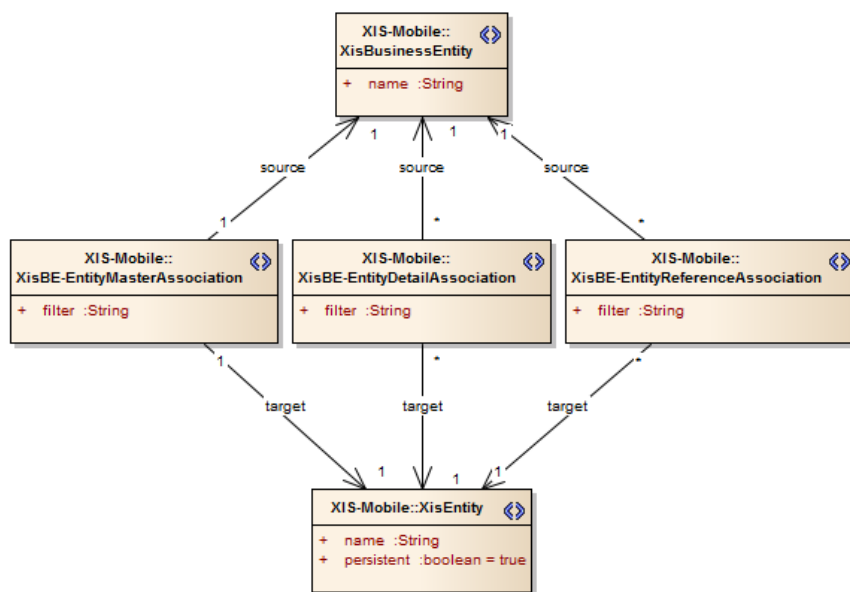 XIS-Mobile::
XisBusinessEntity
+ name :String
1 1 1
source source source
1 * *
XIS-Mobile::
XisBE-EntityMasterAssociation
+ filter :String
XIS-Mobile::
XisBE-EntityDetailAssociation
+ filter :String
XIS-Mobile::
XisBE-EntityReferenceAssociation
+ filter :String
1 * *
target target target
1 1 1
XIS-Mobile::XisEntity
+ name :String
+ persistent :boolean = true